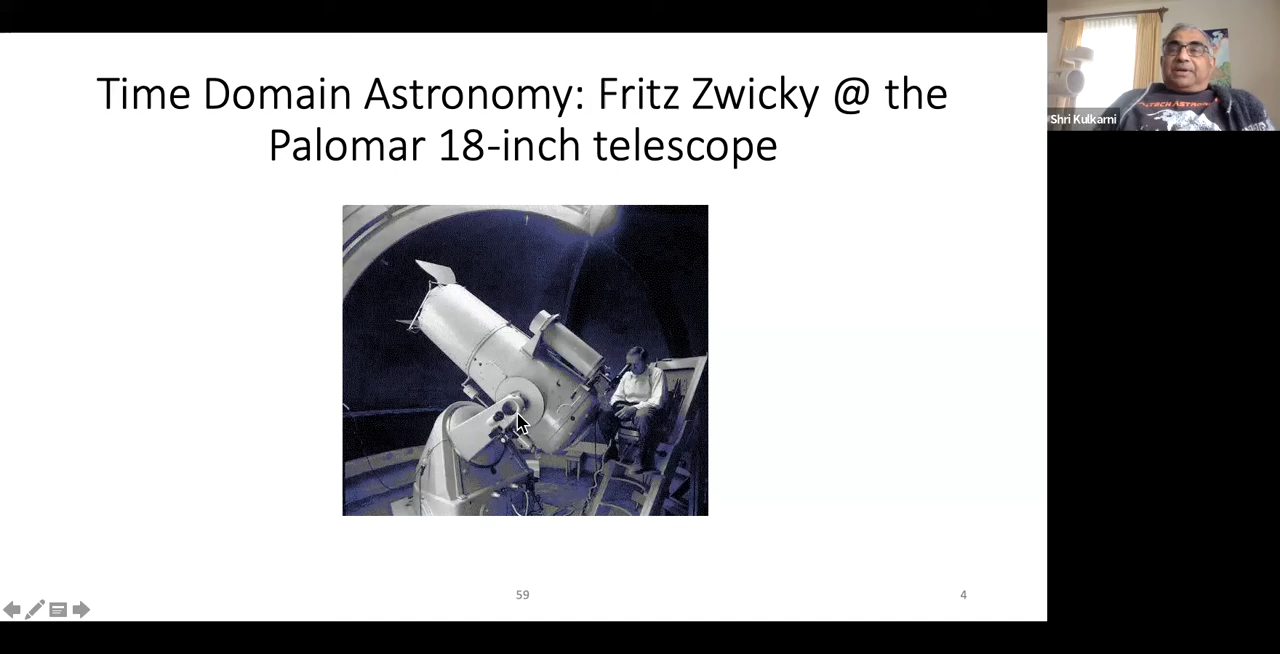 Time Domain Astronomy: Fritz Zwicky @ the
Palomar 18-inch telescope
Shri Kulkarni
59
4